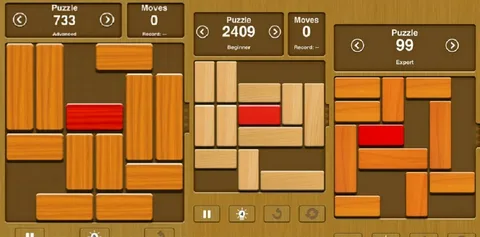 Puzzle
733
Advanced
Moves
0
Record: --
Puzzle
2409
Beginner
Moves
0
Record: --
Puzzle
99
Expert